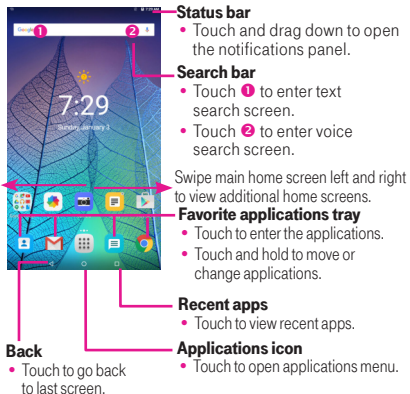 Status bar
• Touch and drag down to open
the notifications panel.
Google 1 2
Search bar
• Touch 1 to enter text
search screen.
• Touch 2 to enter voice
search screen.
7:29
Sunday, January 3
Swipe main home screen left and right
to view additional home screens.
Favorite applications tray
• Touch to enter the applications.
• Touch and hold to move or
change applications.
Recent apps
• Touch to view recent apps.
Back
• Touch to go back
to last screen.
Applications icon
• Touch to open applications menu.